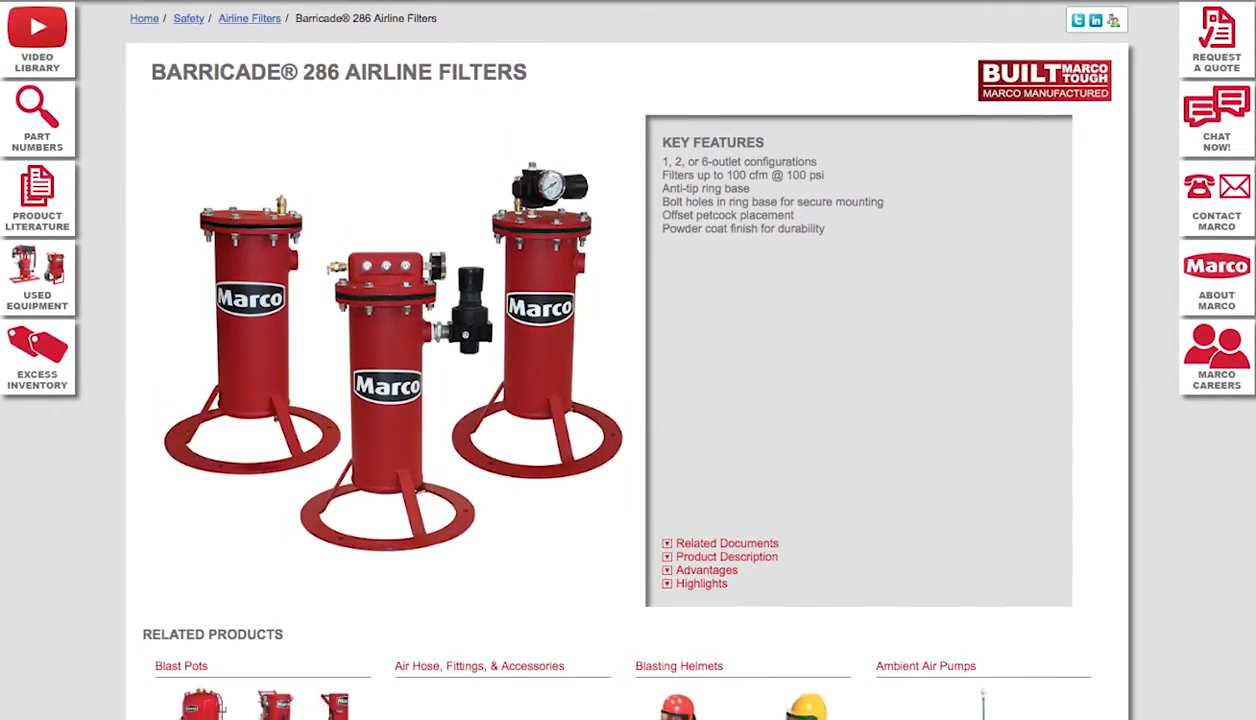 Home / Safety / Airline Filters / Barricade® 286 Airline Filters
VIDEO
LIBRARY
PART
NUMBERS
PRODUCT
LITERATURE
USED
EQUIPMENT
EXCESS
INVENTORY
BARRICADE® 286 AIRLINE FILTERS
BUILT MARCO
TOUGH
MARCO MANUFACTURED
Marco
Marco
Marco
KEY FEATURES
1, 2, or 6-outlet configurations
Filters up to 100 cfm @ 100 psi
Anti-tip ring base
Bolt holes in ring base for secure mounting
Offset petcock placement
Powder coat finish for durability
Related Documents
Product Description
Advantages
Highlights
RELATED PRODUCTS
Blast Pots
Air Hose, Fittings, & Accessories
Blasting Helmets
Ambient Air Pumps
Marco
REQUEST
A QUOTE
CHAT
NOW!
CONTACT
MARCO
Marco
ABOUT
MARCO
MARCO
CAREERS